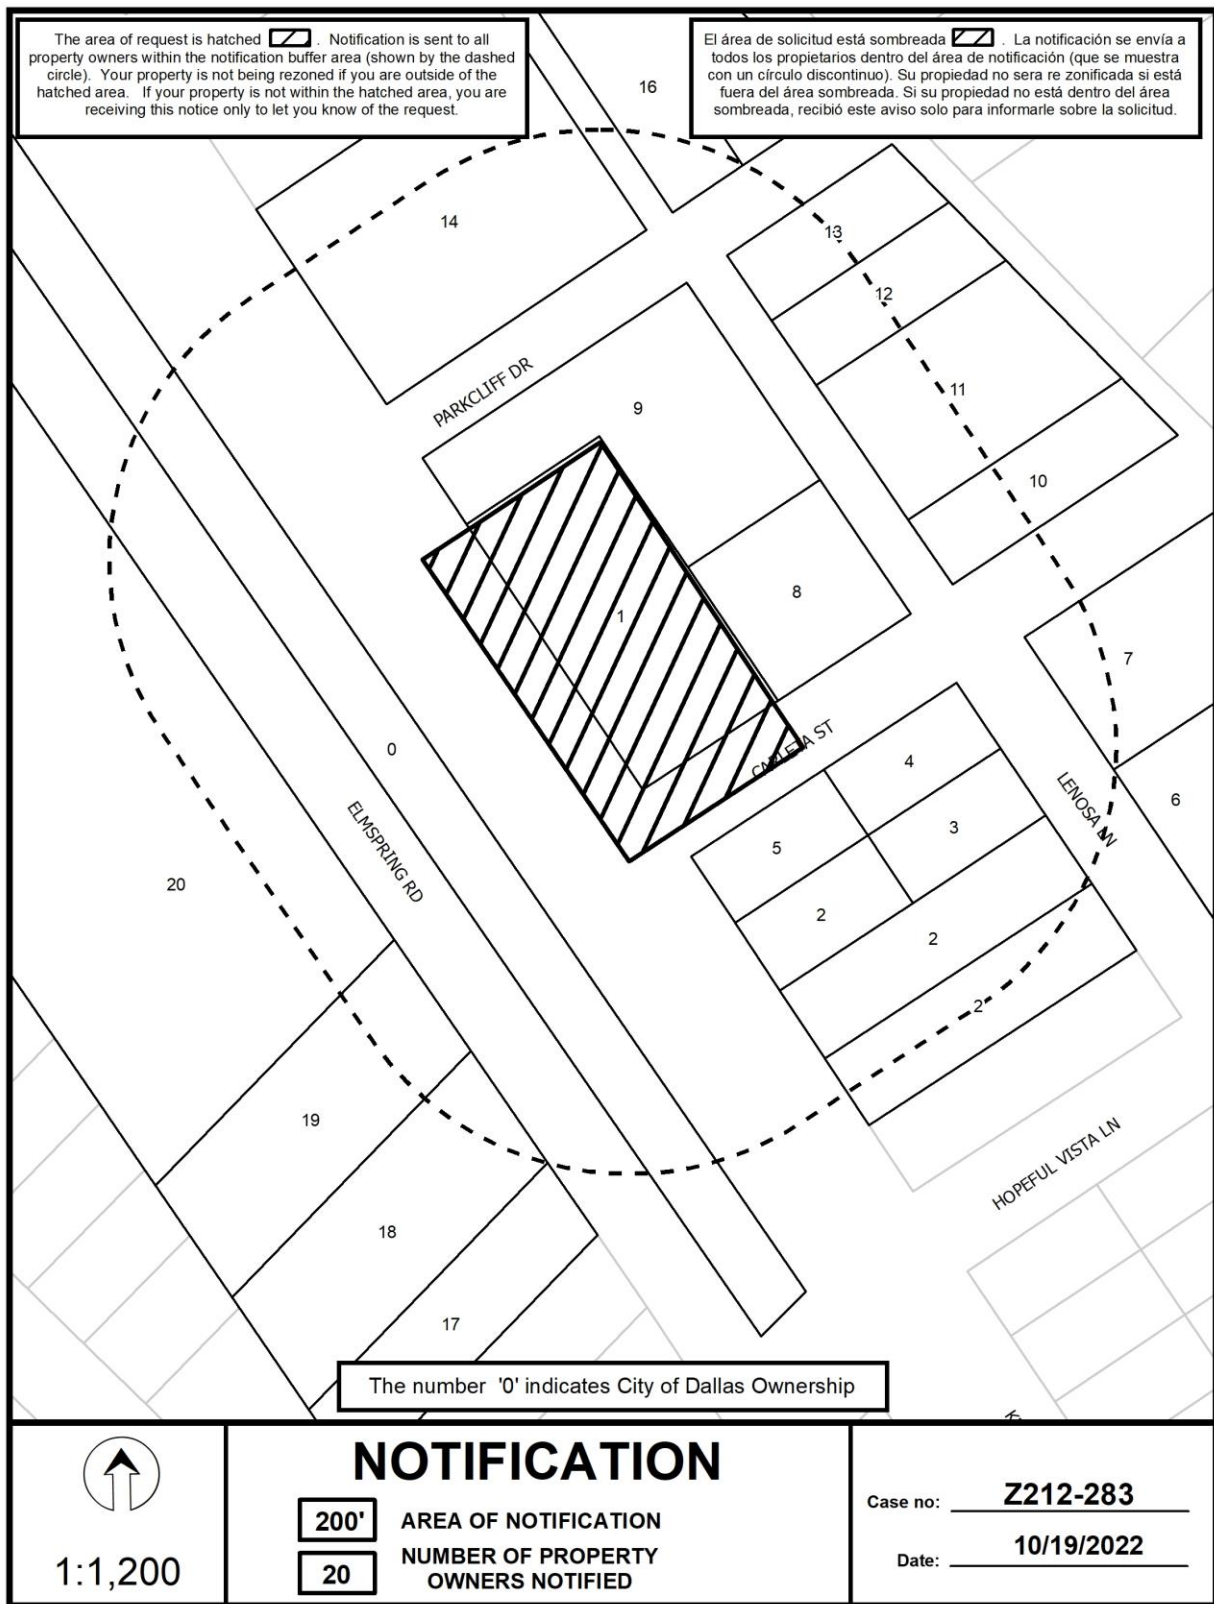 The area of request is hatched . Notification is sent to all
property owners within the notification buffer area (shown by the dashed
circle). Your property is not being rezoned if you are outside of the
hatched area. If your property is not within the hatched area, you are
receiving this notice only to let you know of the request.
El área de solicitud está sombreada . La notificación se envía a
todos los propietarios dentro del área de notificación (que se muestra
con un círculo discontinuo). Su propiedad no sera re zonificada si está
fuera del área sombreada. Si su propiedad no está dentro del área
sombreada, recibió este aviso solo para informarle sobre la solicitud.
16
14
13
12
11
PARKCLIFF DR
9
10
8
1
7
CARLETA ST
4
0
6
LENOSA LN
3
5
ELMSPRING RD
20
2
2
2
19
HOPEFUL VISTA LN
18
17
The number '0' indicates City of Dallas Ownership
1:1,200
NOTIFICATION
200' AREA OF NOTIFICATION
20 NUMBER OF PROPERTY
OWNERS NOTIFIED
Case no: Z212-283
Date: 10/19/2022